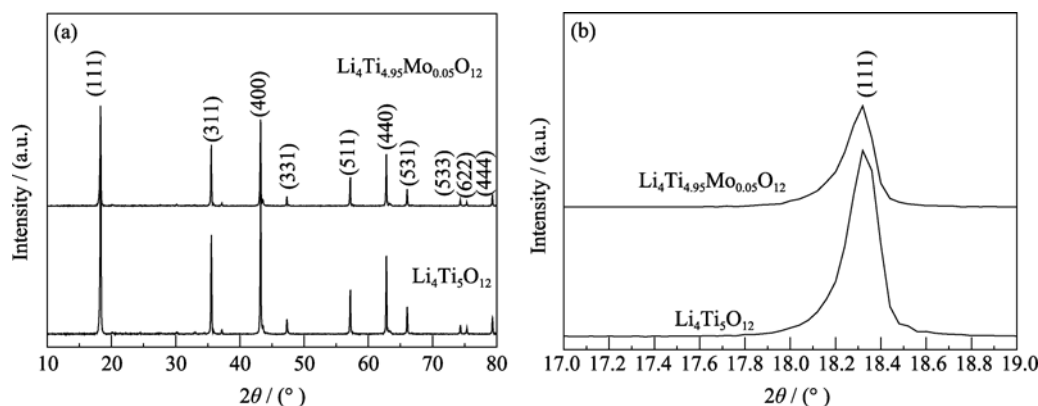 (a)
Li₄Ti₄.₉₅Mo₀.₀₅O₁₂
(111)
(311)
(400)
(331)
(511)
(440)
(531)
(533)
(622)
(444)
Li₄Ti₅O₁₂
Intensity / (a.u.)
10 20 30 40 50 60 70 80
2θ / (°)
(b)
(111)
Li₄Ti₄.₉₅Mo₀.₀₅O₁₂
Li₄Ti₅O₁₂
Intensity / (a.u.)
17.0 17.2 17.4 17.6 17.8 18.0 18.2 18.4 18.6 18.8 19.0
2θ / (°)